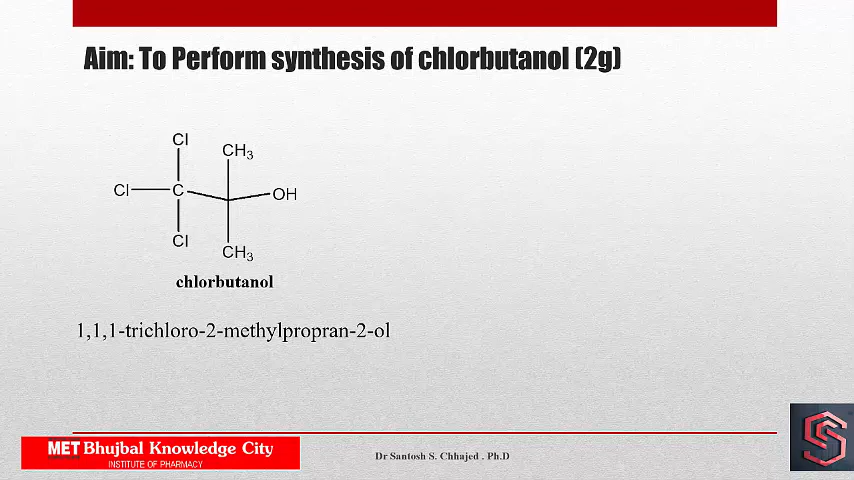 Aim: To Perform synthesis of chlorbutanol (2g)
Cl
CH3
Cl
C
OH
Cl
CH3
chlorbutanol
1,1,1-trichloro-2-methylpropran-2-ol
MET Bhujbal Knowledge City
INSTITUTE OF PHARMACY
Dr Santosh S. Chhajed . Ph.D